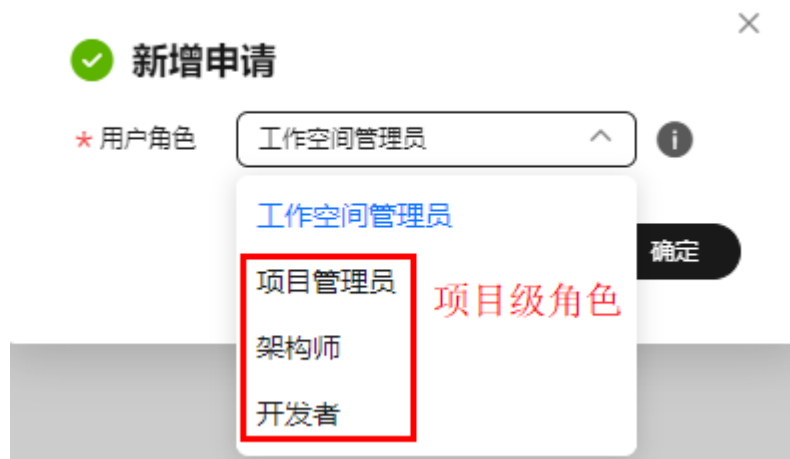 新增申请
* 用户角色 工作空间管理员
工作空间管理员
确定
项目管理员
项目级角色
架构师
开发者